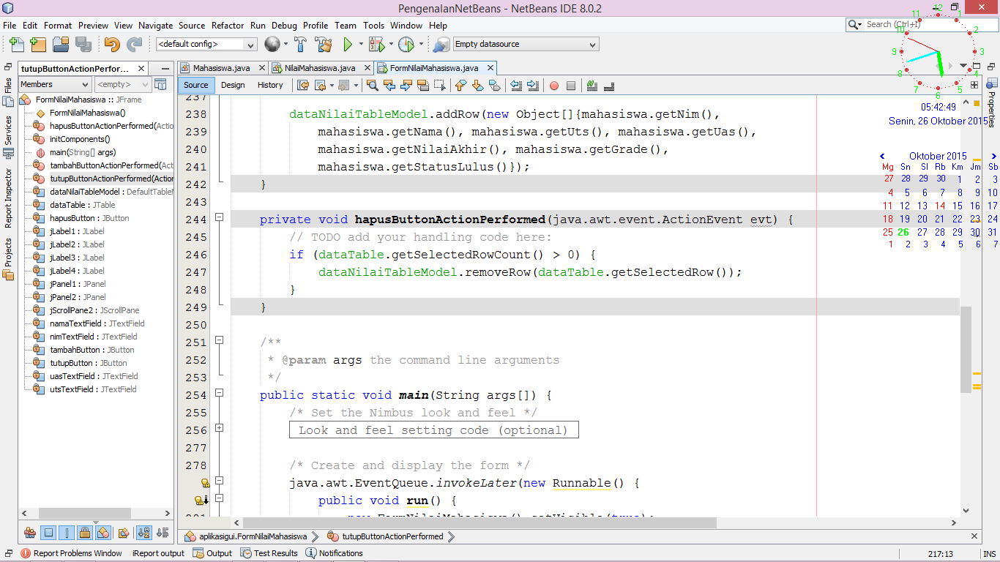 PengenalanNetBeans - NetBeans IDE 8.0.2
File Edit Format Preview View Navigate Source Refactor Run Debug Profile Team Tools Window Help
Search (Ctrl+I)
<default config>
Empty datasource
12
1
2
3
4
5
6
7
8
9
10
11
05:42:49
Senin, 26 Oktober 2015
Oktober 2015
Mg Sn Sl Rb Km Jm Sb
27 28 29 30 1 2 3
4 5 6 7 8 9 10
11 12 13 14 15 16 17
18 19 20 21 22 23 24
25 26 27 28 29 30 31
1 2 3 4 5 6 7
Files
Services
Report Inspector
Projects
Properties
tutupButtonActionPerfor...
Members
<empty>
FormNilaiMahasiswa :: JFrame
FormNilaiMahasiswa()
hapusButtonActionPerformed(Actio
initComponents()
main(String[] args)
tambahButtonActionPerformed(Act
tutupButtonActionPerformed(Action
dataNilaiTableModel : DefaultTableM
dataTable : JTable
hapusButton : JButton
jLabel1 : JLabel
jLabel2 : JLabel
jLabel3 : JLabel
jLabel4 : JLabel
jPanel1 : JPanel
jPanel2 : JPanel
jScrollPane2 : JScrollPane
namaTextField : JTextField
nimTextField : JTextField
tambahButton : JButton
tutupButton : JButton
uasTextField : JTextField
utsTextField : JTextField
Mahasiswa.java
NilaiMahasiswa.java
FormNilaiMahasiswa.java
Source Design History
237
238 dataNilaiTableModel.addRow(new Object[]{mahasiswa.getNim(),
239 mahasiswa.getNama(), mahasiswa.getUts(), mahasiswa.getUas(),
240 mahasiswa.getNilaiAkhir(), mahasiswa.getGrade(),
241 mahasiswa.getStatusLulus()});
242 }
243
244 private void hapusButtonActionPerformed(java.awt.event.ActionEvent evt) {
245 // TODO add your handling code here:
246 if (dataTable.getSelectedRowCount() > 0) {
247 dataNilaiTableModel.removeRow(dataTable.getSelectedRow());
248 }
249 }
250
251 /**
252 * @param args the command line arguments
253 */
254 public static void main(String args[]) {
255 /* Set the Nimbus look and feel */
256 Look and feel setting code (optional)
277
278 /* Create and display the form */
java.awt.EventQueue.invokeLater(new Runnable() {
public void run() {
281 new FormNilaiMahasiswa().setVisible(true);
aplikasigui.FormNilaiMahasiswa
tutupButtonActionPerformed
Report Problems Window
iReport output
Output
Test Results
Notifications
217:13
INS